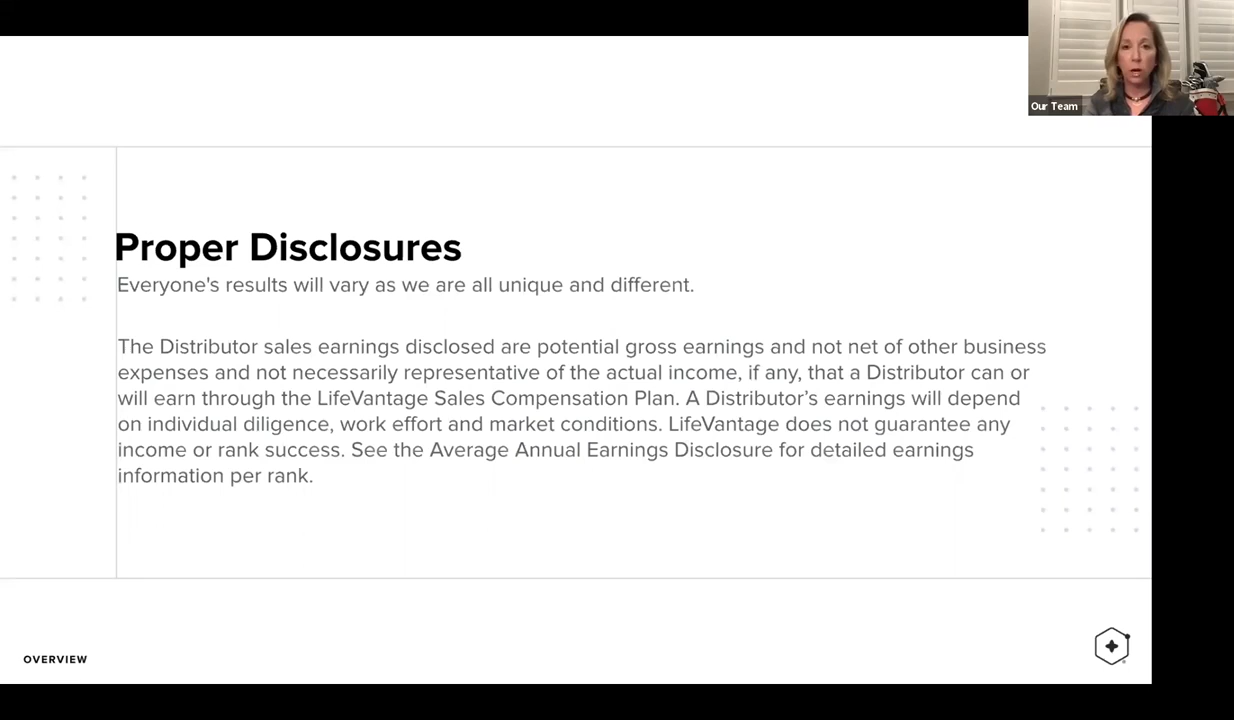 Our Team
Proper Disclosures
Everyone's results will vary as we are all unique and different.
The Distributor sales earnings disclosed are potential gross earnings and not net of other business
expenses and not necessarily representative of the actual income, if any, that a Distributor can or
will earn through the LifeVantage Sales Compensation Plan. A Distributor’s earnings will depend
on individual diligence, work effort and market conditions. LifeVantage does not guarantee any
income or rank success. See the Average Annual Earnings Disclosure for detailed earnings
information per rank.
OVERVIEW